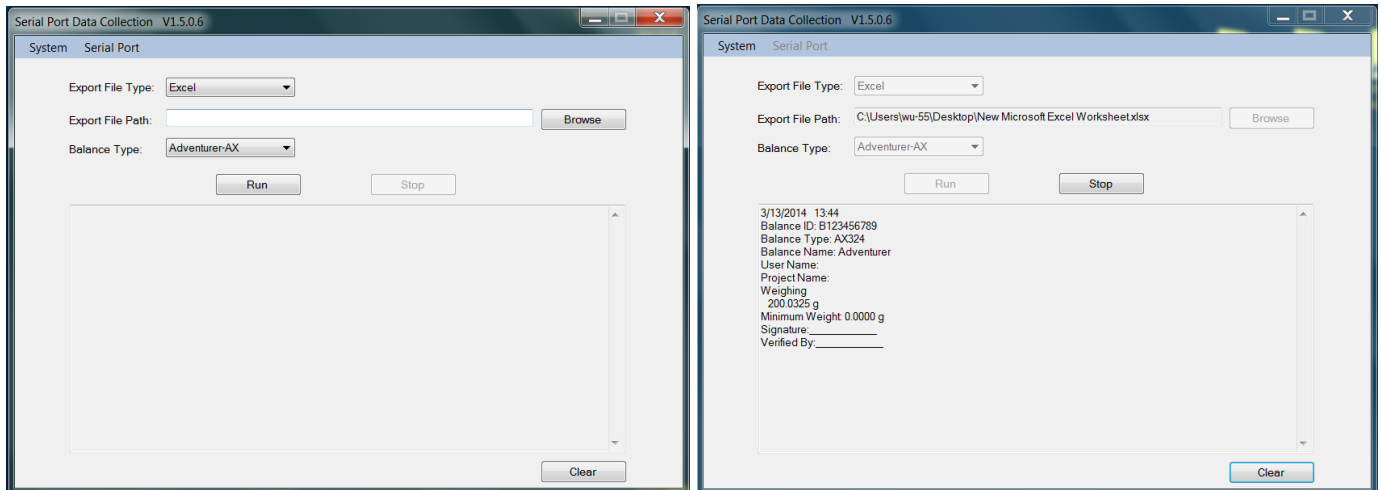 Serial Port Data Collection V1.5.0.6
System Serial Port
Export File Type: Excel
Export File Path: Browse
Balance Type: Adventurer-AX
Run Stop
Clear
Serial Port Data Collection V1.5.0.6
System Serial Port
Export File Type: Excel
Export File Path: C:\Users\wu-55\Desktop\New Microsoft Excel Worksheet.xlsx Browse
Balance Type: Adventurer-AX
Run Stop
3/13/2014 13:44
Balance ID: B123456789
Balance Type: AX324
Balance Name: Adventurer
User Name:
Project Name:
Weighing
200.0325 g
Minimum Weight: 0.0000 g
Signature:____________
Verified By:____________
Clear